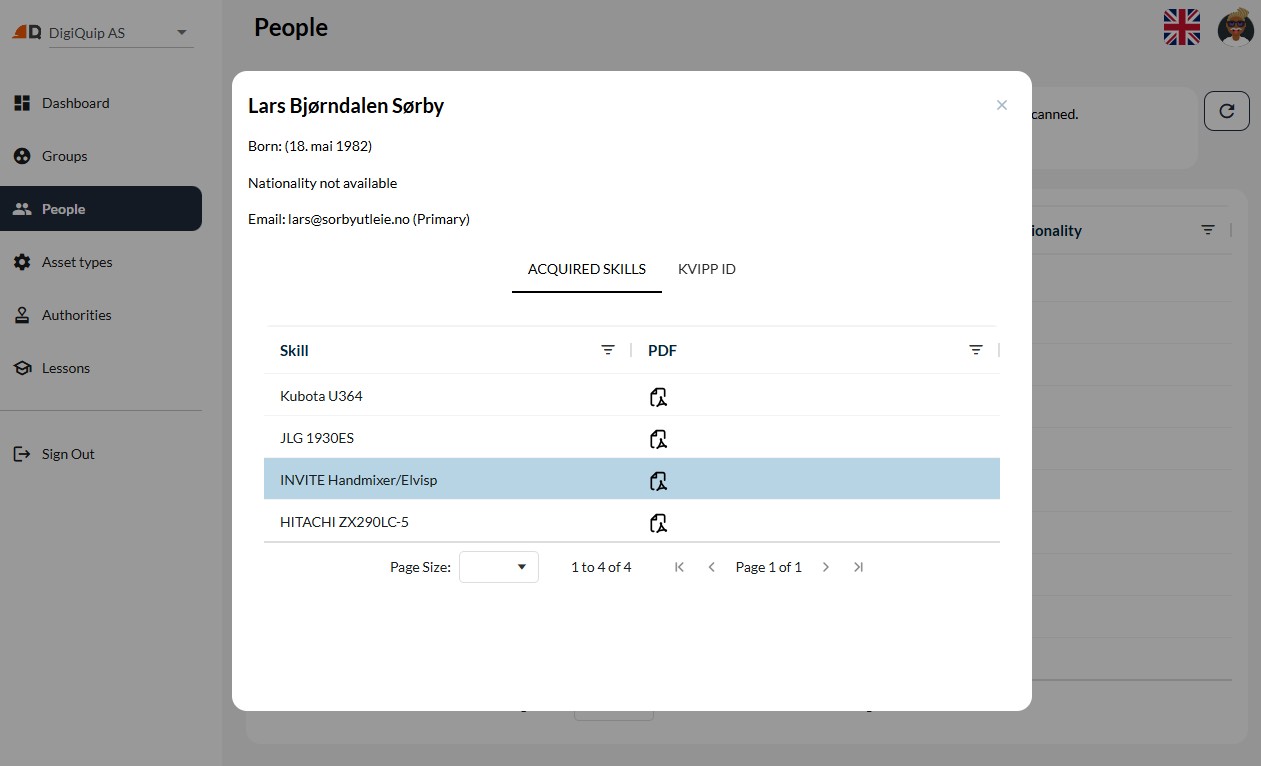 DigiQuip AS
People
Dashboard
Groups
People
Asset types
Authorities
Lessons
Sign Out
canned.
ionality
Lars Bjørndalen Sørby
Born: (18. mai 1982)
Nationality not available
Email: lars@sorbyutleie.no (Primary)
ACQUIRED SKILLS KVIPP ID
Skill PDF
Kubota U364
JLG 1930ES
INVITE Handmixer/Elvisp
HITACHI ZX290LC-5
Page Size: 1 to 4 of 4 Page 1 of 1